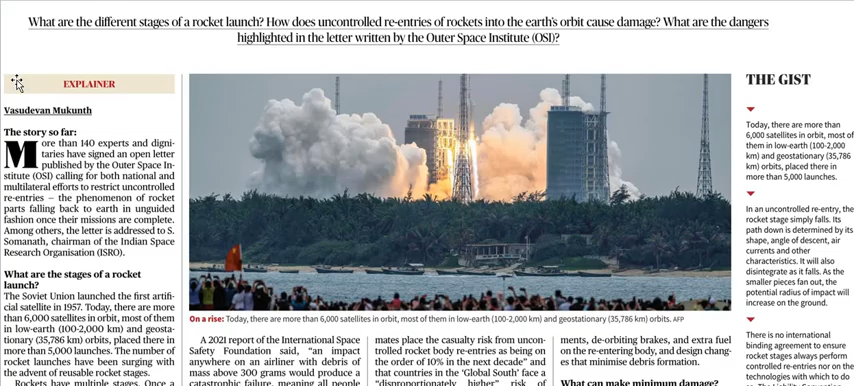 What are the different stages of a rocket launch? How does uncontrolled re-entries of rockets into the earth's orbit cause damage? What are the dangers
highlighted in the letter written by the Outer Space Institute (OSI)?
EXPLAINER
Vasudevan Mukunth
The story so far:
More than 140 experts and digni-
taries have signed an open letter
published by the Outer Space In-
stitute (OSI) calling for both national and
multilateral efforts to restrict uncontrolled
re-entries – the phenomenon of rocket
parts falling back to earth in unguided
fashion once their missions are complete.
Among others, the letter is addressed to S.
Somanath, chairman of the Indian Space
Research Organisation (ISRO).
What are the stages of a rocket
launch?
The Soviet Union launched the first artifi-
cial satellite in 1957. Today, there are more
than 6,000 satellites in orbit, most of them
in low-earth (100-2,000 km) and geosta-
tionary (35,786 km) orbits, placed there in
more than 5,000 launches. The number of
rocket launches have been surging with
the advent of reusable rocket stages.
Rockets have multiple stages. Once a
On a rise: Today, there are more than 6,000 satellites in orbit, most of them in low-earth (100-2,000 km) and geostationary (35,786 km) orbits. AFP
A 2021 report of the International Space
Safety Foundation said, "an impact
anywhere on an airliner with debris of
mass above 300 grams would produce a
catastrophic failure, meaning all people
mates place the casualty risk from uncon-
trolled rocket body re-entries as being on
the order of 10% in the next decade" and
that countries in the 'Global South' face a
"disproportionately higher" risk of
ments, de-orbiting brakes, and extra fuel
on the re-entering body, and design chang-
es that minimise debris formation.
What can make minimum damage?
THE GIST
Today, there are more than
6,000 satellites in orbit, most of
them in low-earth (100-2,000
km) and geostationary (35,786
km) orbits, placed there in
more than 5,000 launches.
In an uncontrolled re-entry, the
rocket stage simply falls. Its
path down is determined by its
shape, angle of descent, air
currents and other
characteristics. It will also
disintegrate as it falls. As the
smaller pieces fan out, the
potential radius of impact will
increase on the ground.
There is no international
binding agreement to ensure
rocket stages always perform
controlled re-entries nor on the
technologies with which to do